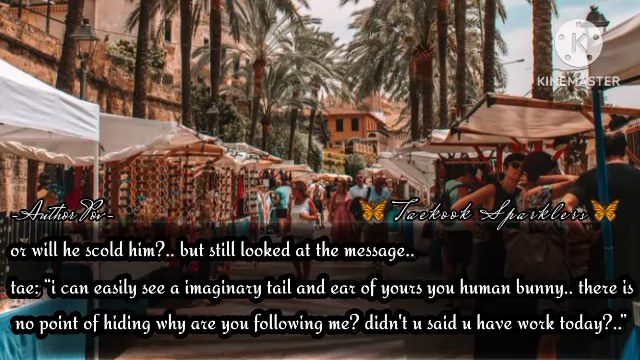 KINEMASTER
-Author Pov-
🦋Taekook Sparklers🦋
or will he scold him?.. but still looked at the message..
tae: “i can easily see a imaginary tail and ear of yours you human bunny.. there is
no point of hiding why are you following me? didn't u said u have work today?..”